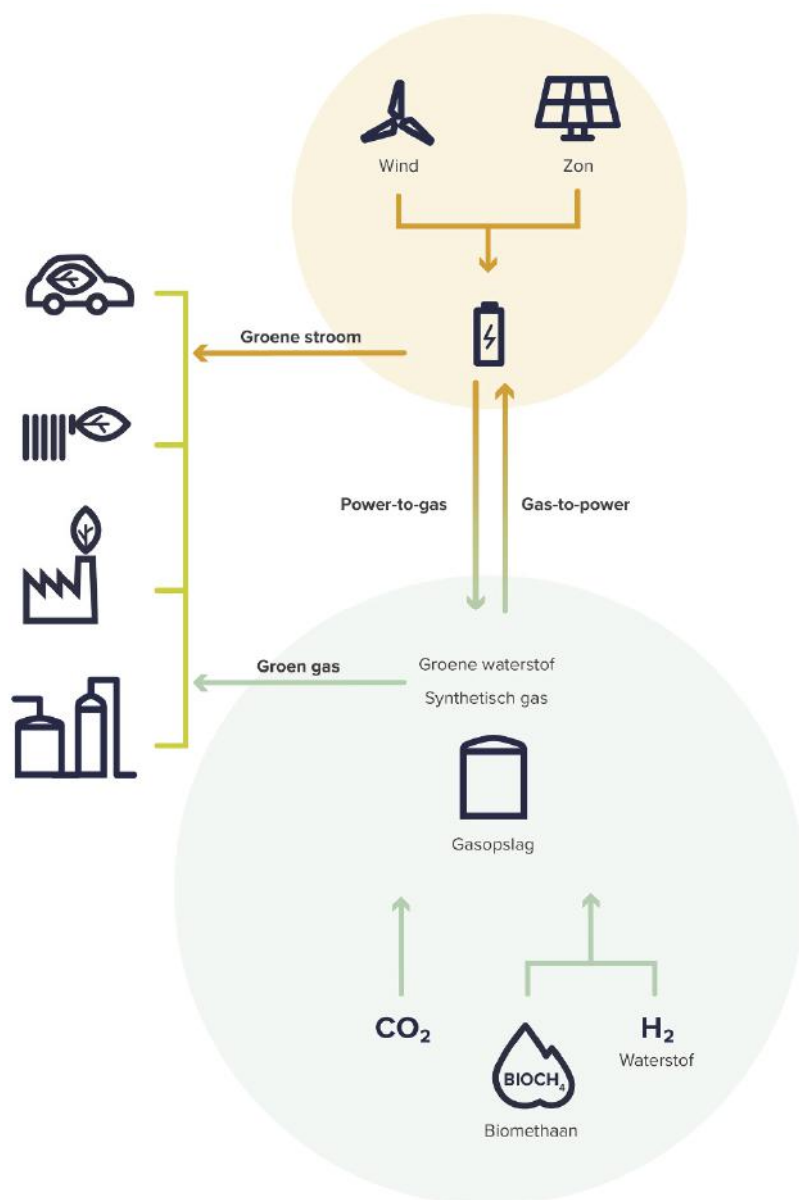 Wind
Zon
Groene stroom
Power-to-gas
Gas-to-power
Groen gas
Groene waterstof
Synthetisch gas
Gasopslag
CO₂
H₂
Waterstof
BIOCH₄
Biomethaan